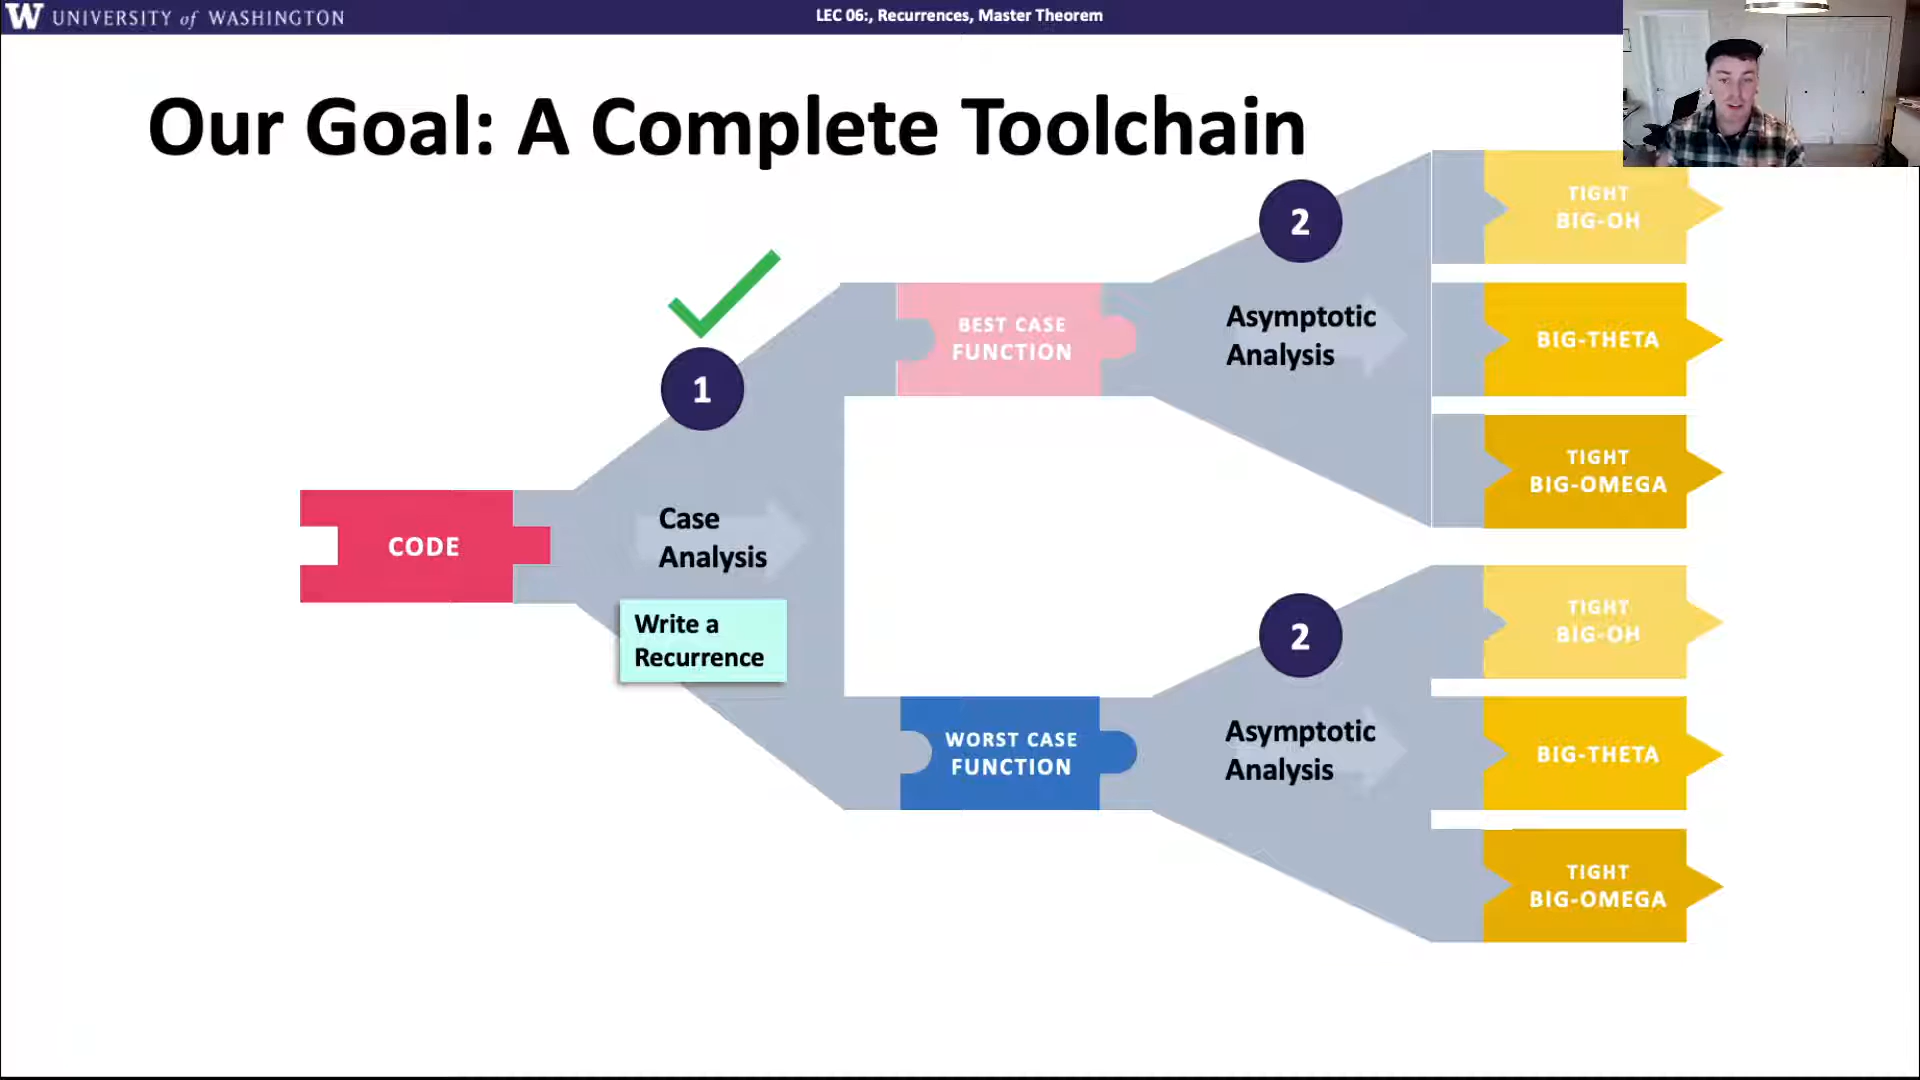 W UNIVERSITY of WASHINGTON
LEC 06:, Recurrences, Master Theorem
Our Goal: A Complete Toolchain
1
CODE
Case
Analysis
Write a
Recurrence
BEST CASE
FUNCTION
2
Asymptotic
Analysis
TIGHT
BIG-OH
BIG-THETA
TIGHT
BIG-OMEGA
WORST CASE
FUNCTION
2
Asymptotic
Analysis
TIGHT
BIG-OH
BIG-THETA
TIGHT
BIG-OMEGA